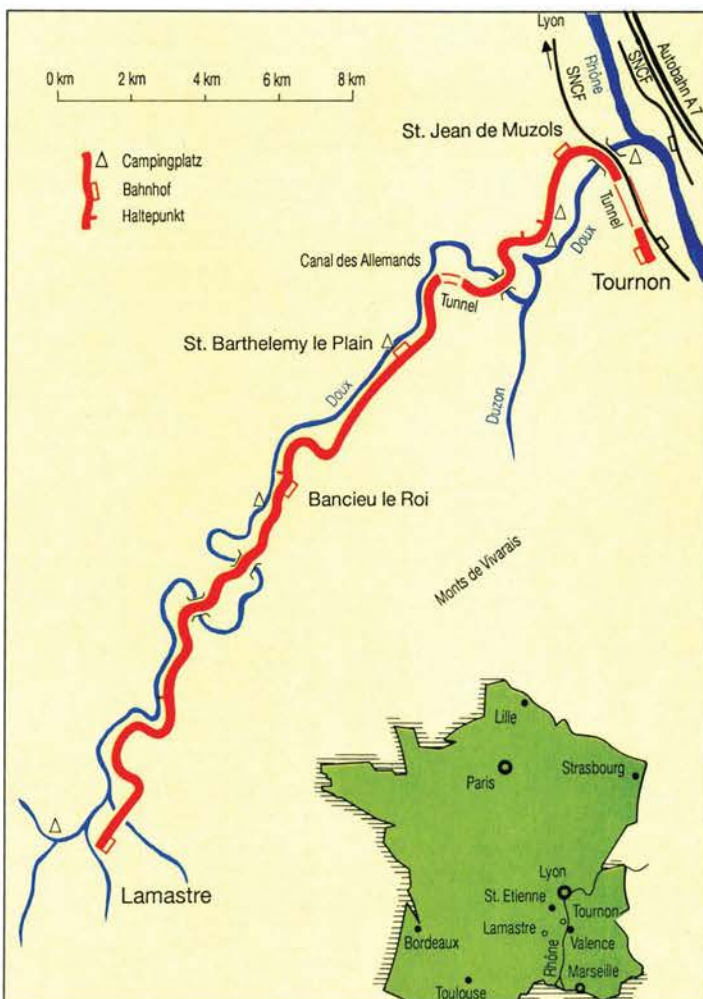 Lyon
0 km 2 km 4 km 6 km 8 km
SNCF
Rhône
SNCF
Autobahn A 7
St. Jean de Muzols
Campingplatz
Bahnhof
Haltepunkt
Tunnel
Doux
Canal des Allemands
Tournon
Tunnel
St. Barthelemy le Plain
Doux
Duzon
Bancieu le Roi
Monts de Vivarais
Lamastre
Lille
Paris
Strasbourg
Lyon
St. Etienne
Tournon
Lamastre
Bordeaux
Valence
Rhône
Marseille
Toulouse